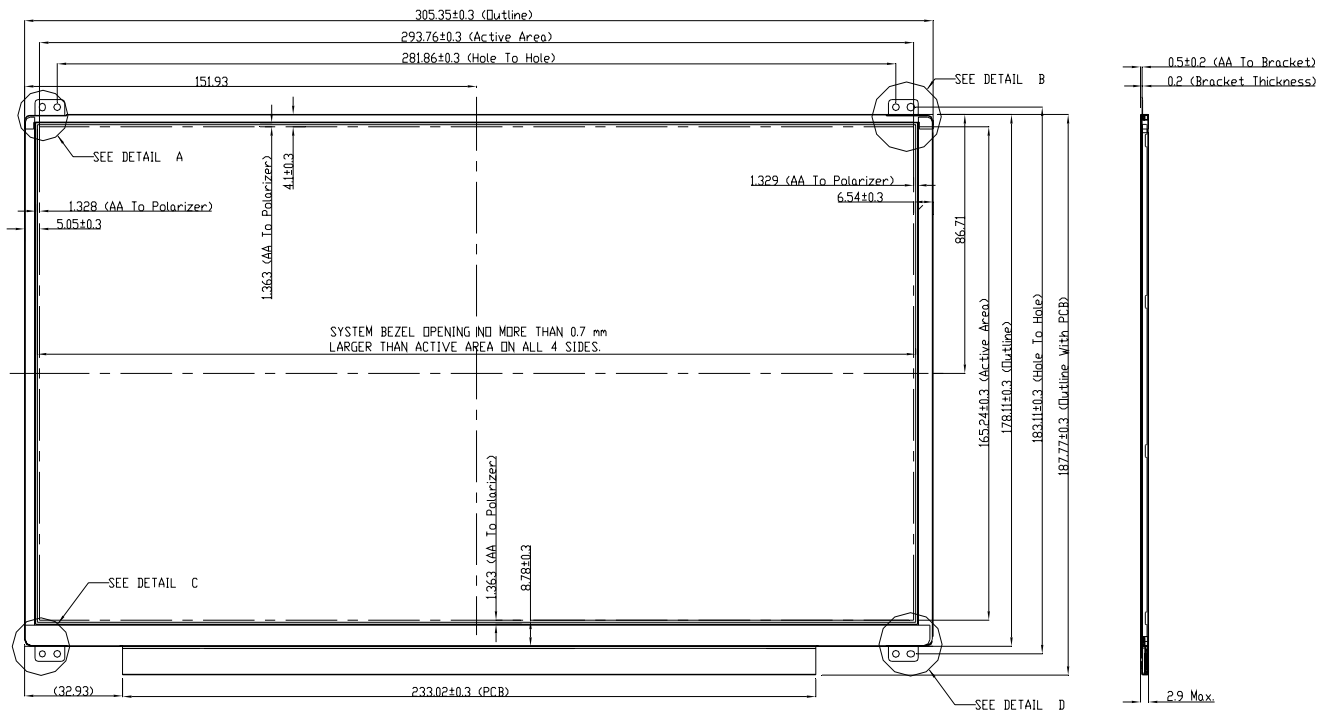 305.35±0.3 (Outline)
293.76±0.3 (Active Area)
281.86±0.3 (Hole To Hole)
151.93
SEE DETAIL B
0.5±0.2 (AA To Bracket)
0.2 (Bracket Thickness)
SEE DETAIL A
4.1±0.3
1.363 (AA To Polarizer)
1.328 (AA To Polarizer)
5.05±0.3
1.329 (AA To Polarizer)
6.54±0.3
86.71
SYSTEM BEZEL OPENING NO MORE THAN 0.7 mm
LARGER THAN ACTIVE AREA ON ALL 4 SIDES.
165.24±0.3 (Active Area)
178.11±0.3 (Outline)
183.11±0.3 (Hole To Hole)
187.77±0.3 (Outline With PCB)
1.363 (AA To Polarizer)
8.78±0.3
SEE DETAIL C
(32.93)
233.02±0.3 (PCB)
SEE DETAIL D
2.9 Max.